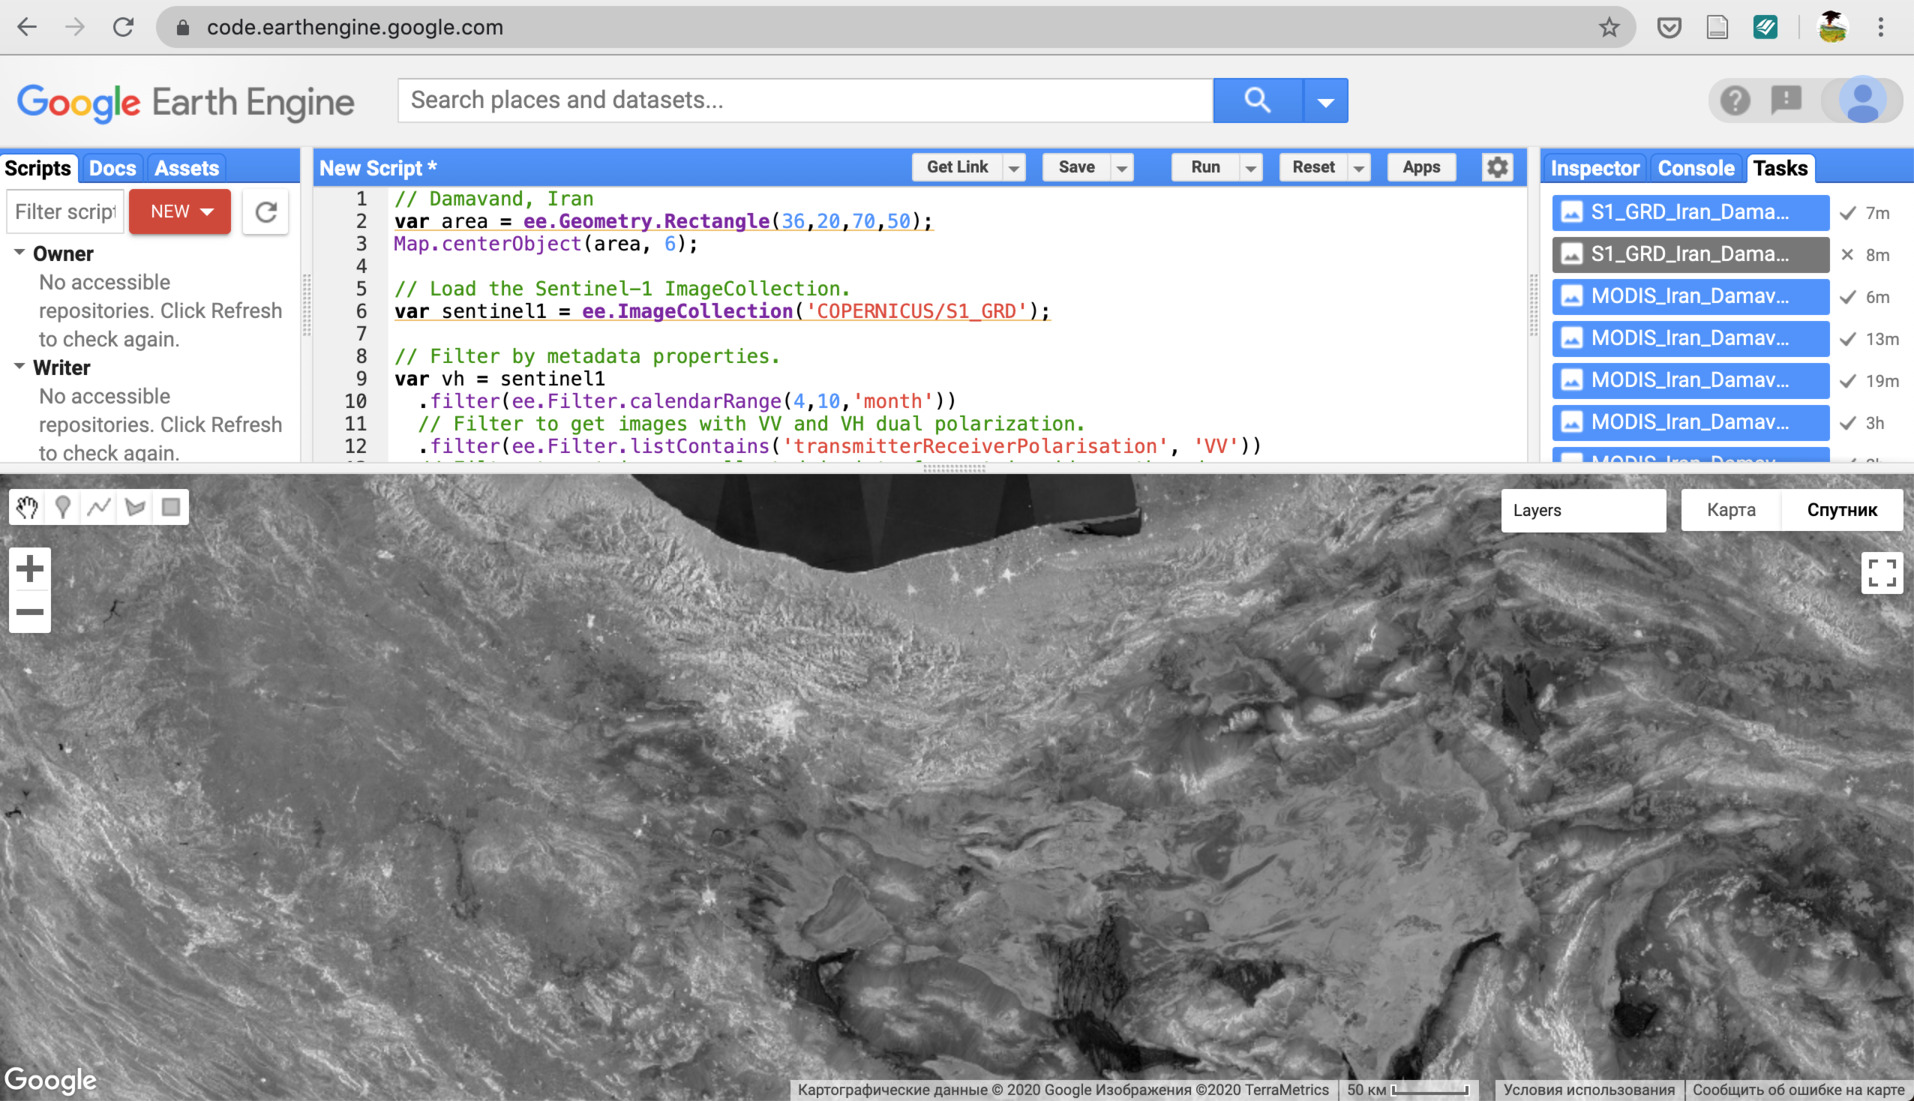 code.earthengine.google.com
Google Earth Engine
Search places and datasets...
Scripts Docs Assets
Filter script
NEW
Owner
No accessible
repositories. Click Refresh
to check again.
Writer
No accessible
repositories. Click Refresh
to check again.
New Script *
Get Link Save Run Reset Apps
1 // Damavand, Iran
2 var area = ee.Geometry.Rectangle(36,20,70,50);
3 Map.centerObject(area, 6);
4
5 // Load the Sentinel-1 ImageCollection.
6 var sentinel1 = ee.ImageCollection('COPERNICUS/S1_GRD');
7
8 // Filter by metadata properties.
9 var vh = sentinel1
10 .filter(ee.Filter.calendarRange(4,10,'month'))
11 // Filter to get images with VV and VH dual polarization.
12 .filter(ee.Filter.listContains('transmitterReceiverPolarisation', 'VV'))
Inspector Console Tasks
S1_GRD_Iran_Dama... 7m
S1_GRD_Iran_Dama... 8m
MODIS_Iran_Damav... 6m
MODIS_Iran_Damav... 13m
MODIS_Iran_Damav... 19m
MODIS_Iran_Damav... 3h
Layers
Карта Спутник
Google
Картографические данные © 2020 Google Изображения ©2020 TerraMetrics
50 км
Условия использования
Сообщить об ошибке на карте